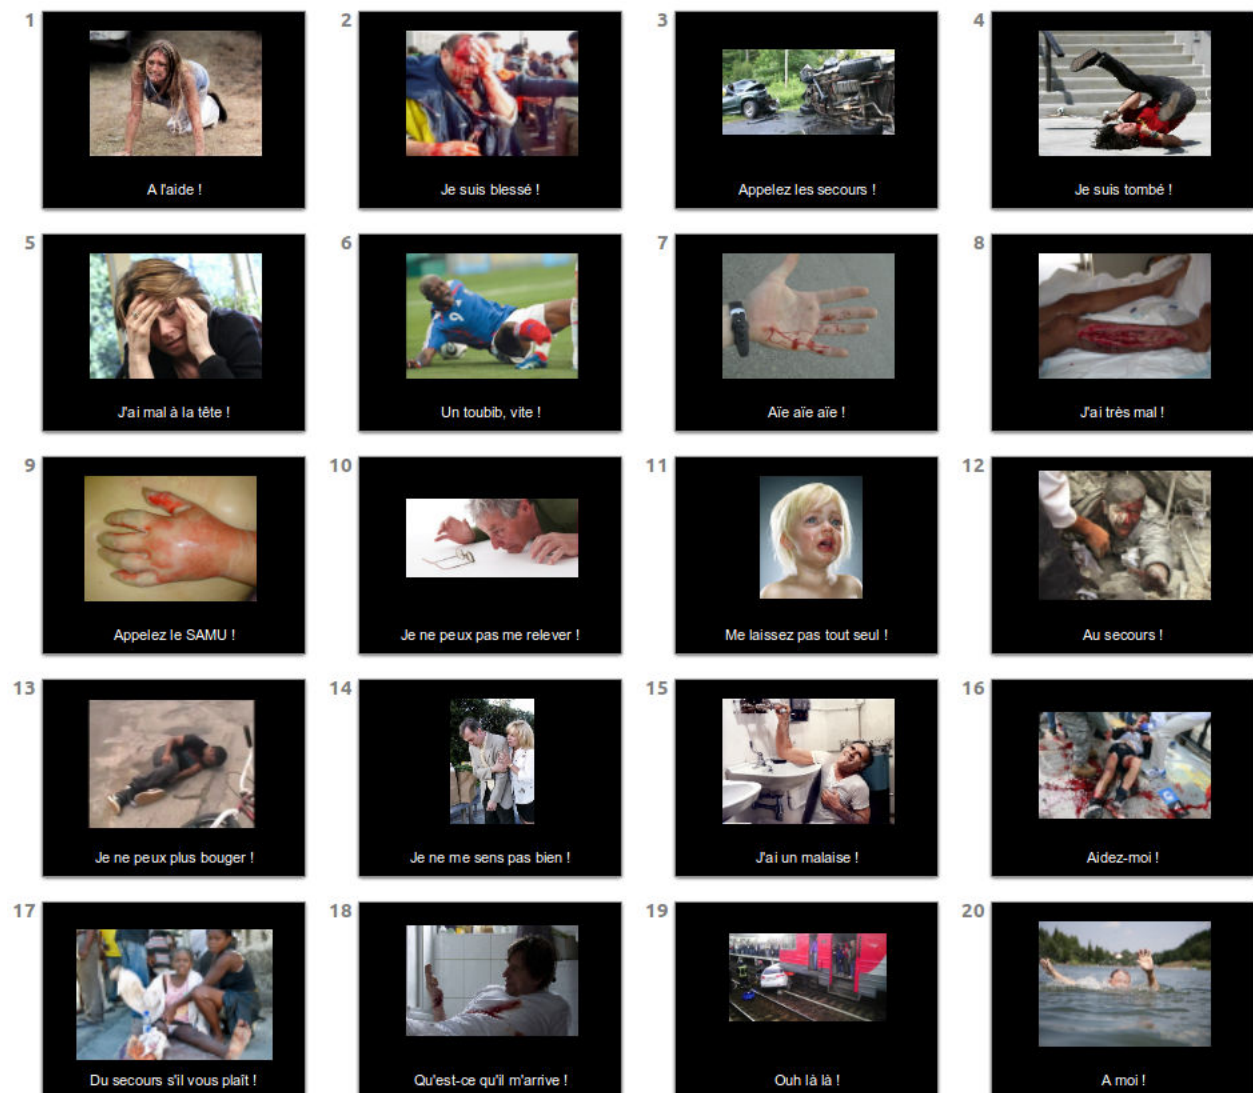 1
2
3
4
A l'aide !
Je suis blessé !
Appelez les secours !
Je suis tombé !
5
6
7
8
J'ai mal à la tête !
Un toubib, vite !
Aïe aïe aïe !
J'ai très mal !
9
10
11
12
Appelez le SAMU !
Je ne peux pas me relever !
Me laissez pas tout seul !
Au secours !
13
14
15
16
Je ne peux plus bouger !
Je ne me sens pas bien !
J'ai un malaise !
Aidez-moi !
17
18
19
20
Du secours s'il vous plaît !
Qu'est-ce qu'il m'arrive !
Ouh là là !
A moi !